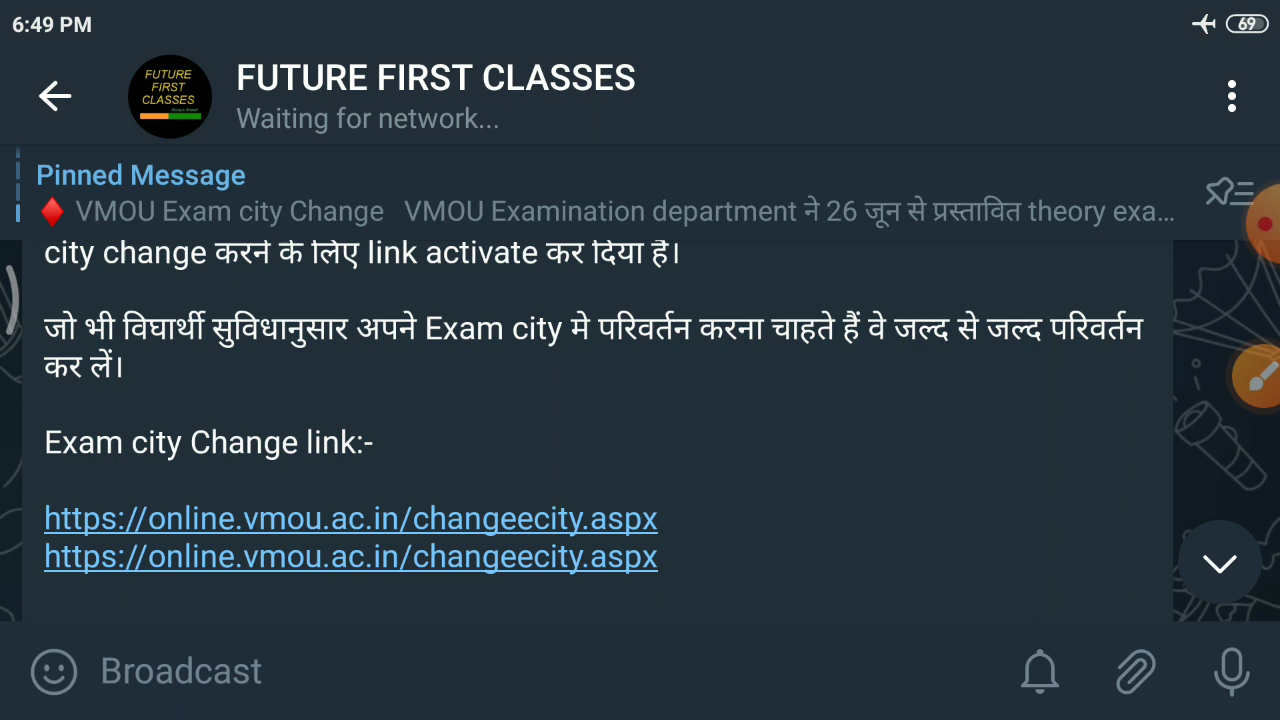 6:49 PM
69
FUTURE FIRST CLASSES
FUTURE
FIRST
CLASSES
Waiting for network...
Pinned Message
VMOU Exam city Change VMOU Examination department ने 26 जून से प्रस्तावित theory exa...
city change करने के लिए link activate कर दिया है।
जो भी विघार्थी सुविधानुसार अपने Exam city मे परिवर्तन करना चाहते हैं वे जल्द से जल्द परिवर्तन
कर लें।
Exam city Change link:-
https://online.vmou.ac.in/changeecity.aspx
https://online.vmou.ac.in/changeecity.aspx
Broadcast